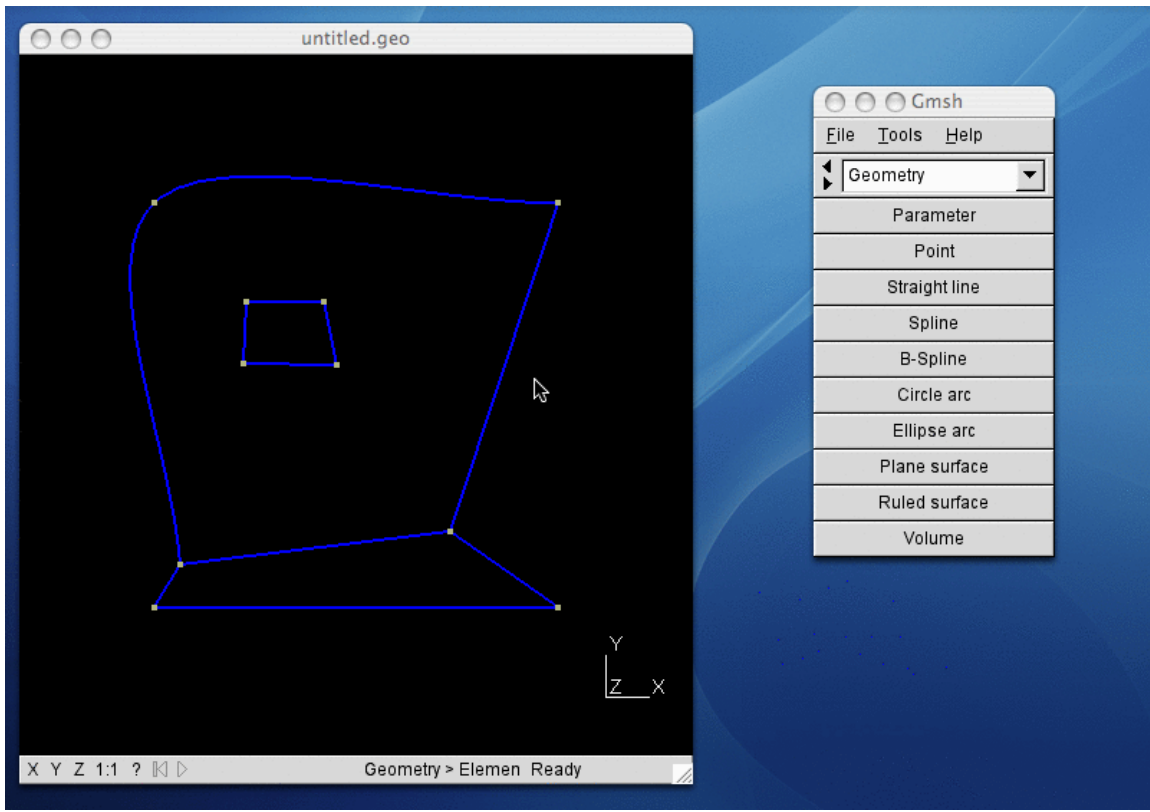 untitled.geo
Y
Z X
X Y Z 1:1 ? Geometry > Elemen Ready
Gmsh
File Tools Help
Geometry
Parameter
Point
Straight line
Spline
B-Spline
Circle arc
Ellipse arc
Plane surface
Ruled surface
Volume